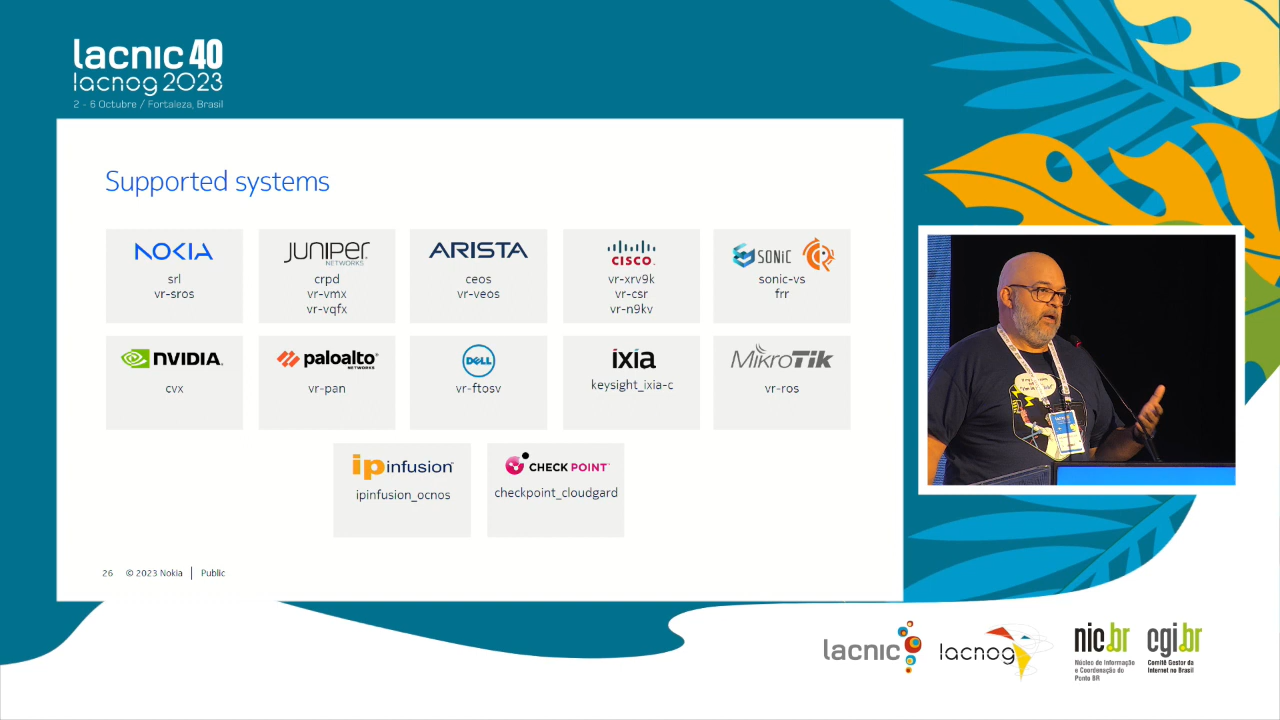 lacnic 40
lacnog 2023
2 - 6 Octubre / Fortaleza, Brasil
Supported systems
NOKIA
srl
vr-sros
JUNIPER
NETWORKS
crpd
vr-vmx
vr-vqfx
ARISTA
ceos
vr-veos
CISCO
vr-xrv9k
vr-csr
vr-n9kv
SONiC
sonic-vs
frr
NVIDIA
cvx
paloalto
NETWORKS
vr-pan
DELL
vr-ftosv
ixia
keysight_ixia-c
MikroTik
vr-ros
ipinfusion
ipinfusion_ocnos
CHECK POINT
checkpoint_cloudgard
26 © 2023 Nokia | Public
lacnic
lacnog
nic.br
Núcleo de Informação
e Coordenação do
Ponto BR
cgi.br
Comitê Gestor da
Internet no Brasil